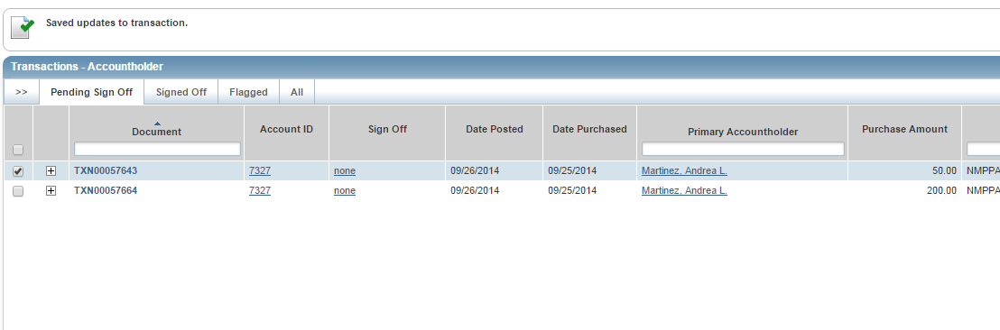 Saved updates to transaction.
Transactions - Accountholder
>> Pending Sign Off Signed Off Flagged All
Document Account ID Sign Off Date Posted Date Purchased Primary Accountholder Purchase Amount
TXN00057643 7327 none 09/26/2014 09/25/2014 Martinez, Andrea L. 50.00 NMPPA
TXN00057664 7327 none 09/26/2014 09/25/2014 Martinez, Andrea L. 200.00 NMPPA